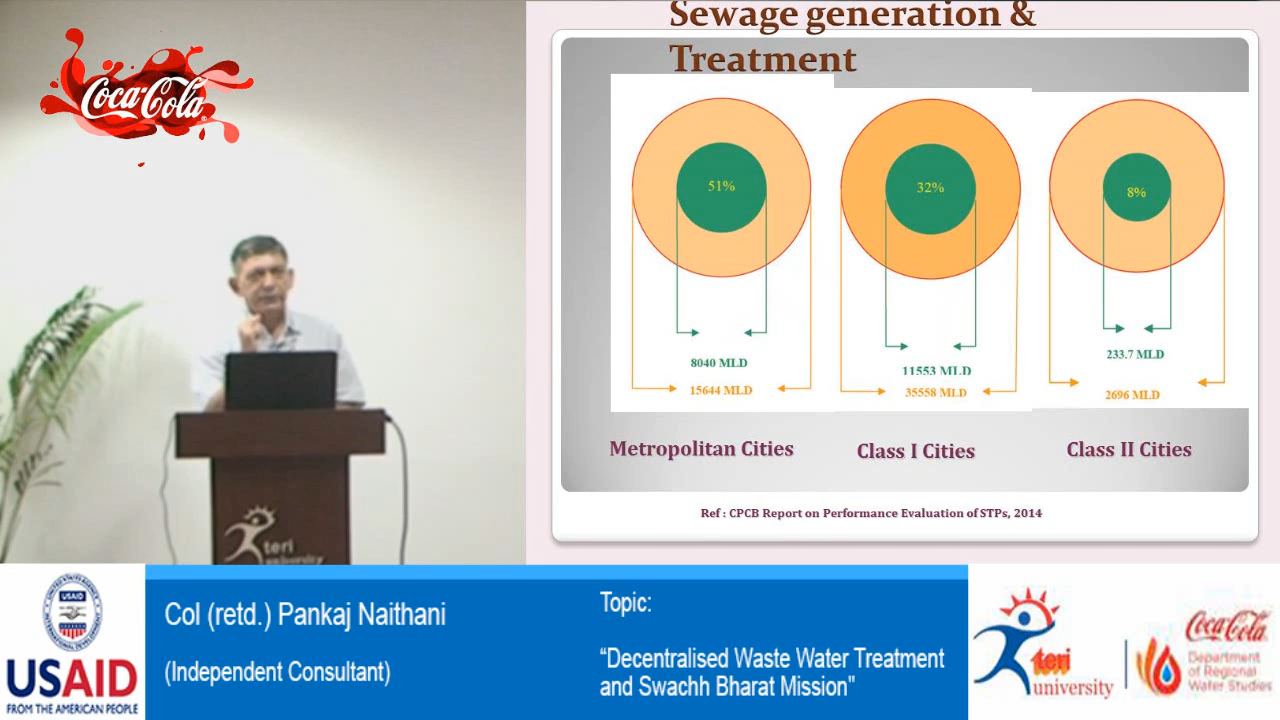 Coca-Cola
Sewage generation &
Treatment
51%
32%
8%
8040 MLD
15644 MLD
11553 MLD
35558 MLD
233.7 MLD
2696 MLD
Metropolitan Cities
Class I Cities
Class II Cities
Ref : CPCB Report on Performance Evaluation of STPs, 2014
teri
university
USAID
USAID
FROM THE AMERICAN PEOPLE
Col (retd.) Pankaj Naithani
(Independent Consultant)
Topic:
“Decentralised Waste Water Treatment
and Swachh Bharat Mission"
teri
university
Coca-Cola
Department
of Regional
Water Studies